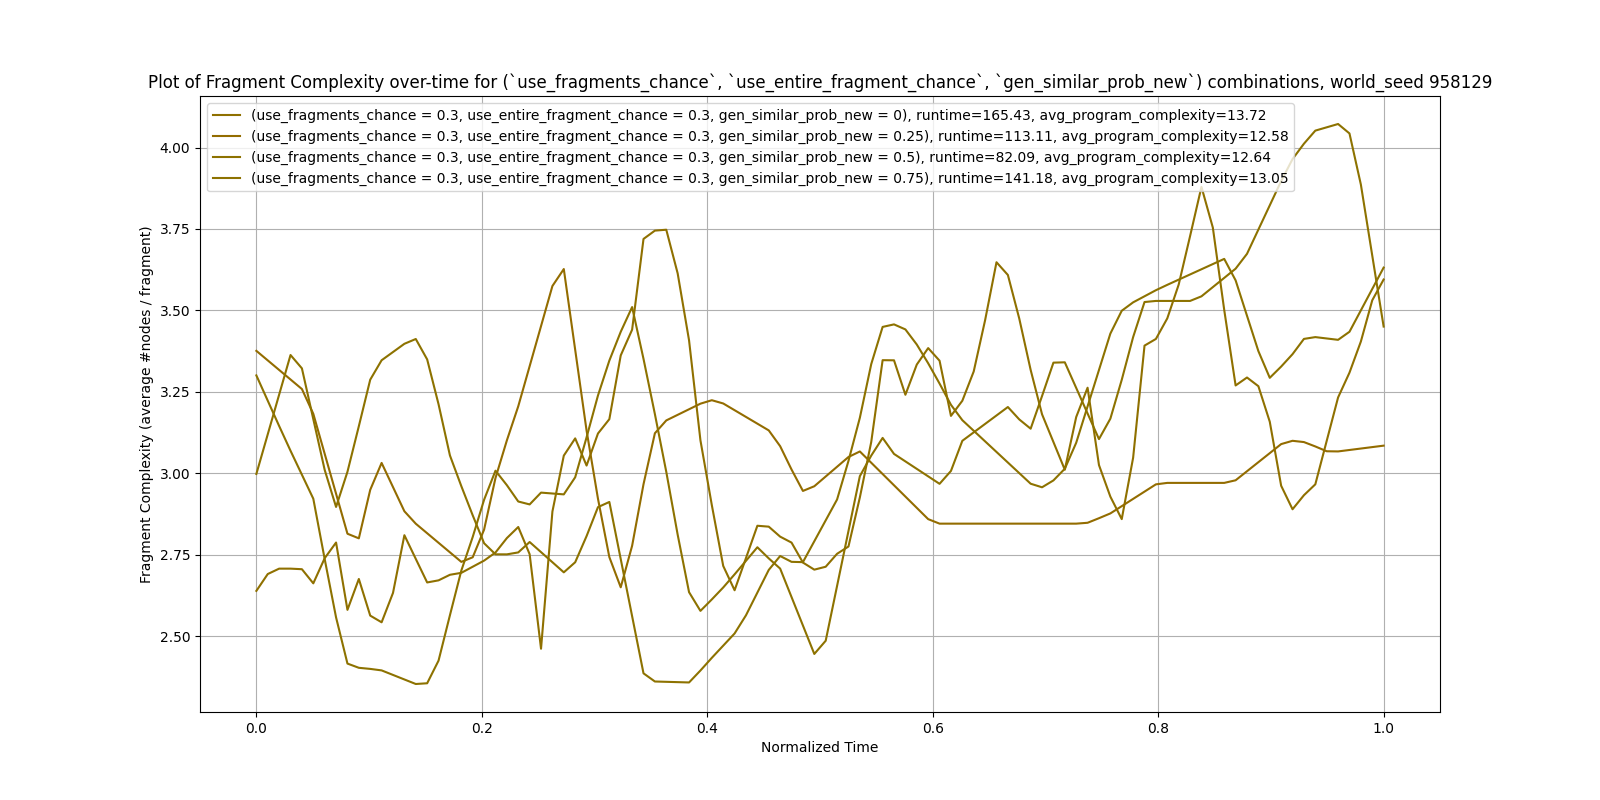 Plot of Fragment Complexity over-time for (`use_fragments_chance`, `use_entire_fragment_chance`, `gen_similar_prob_new`) combinations, world_seed 958129
(use_fragments_chance = 0.3, use_entire_fragment_chance = 0.3, gen_similar_prob_new = 0), runtime=165.43, avg_program_complexity=13.72
(use_fragments_chance = 0.3, use_entire_fragment_chance = 0.3, gen_similar_prob_new = 0.25), runtime=113.11, avg_program_complexity=12.58
(use_fragments_chance = 0.3, use_entire_fragment_chance = 0.3, gen_similar_prob_new = 0.5), runtime=82.09, avg_program_complexity=12.64
(use_fragments_chance = 0.3, use_entire_fragment_chance = 0.3, gen_similar_prob_new = 0.75), runtime=141.18, avg_program_complexity=13.05
Fragment Complexity (average #nodes / fragment)
4.00
3.75
3.50
3.25
3.00
2.75
2.50
0.0 0.2 0.4 0.6 0.8 1.0
Normalized Time